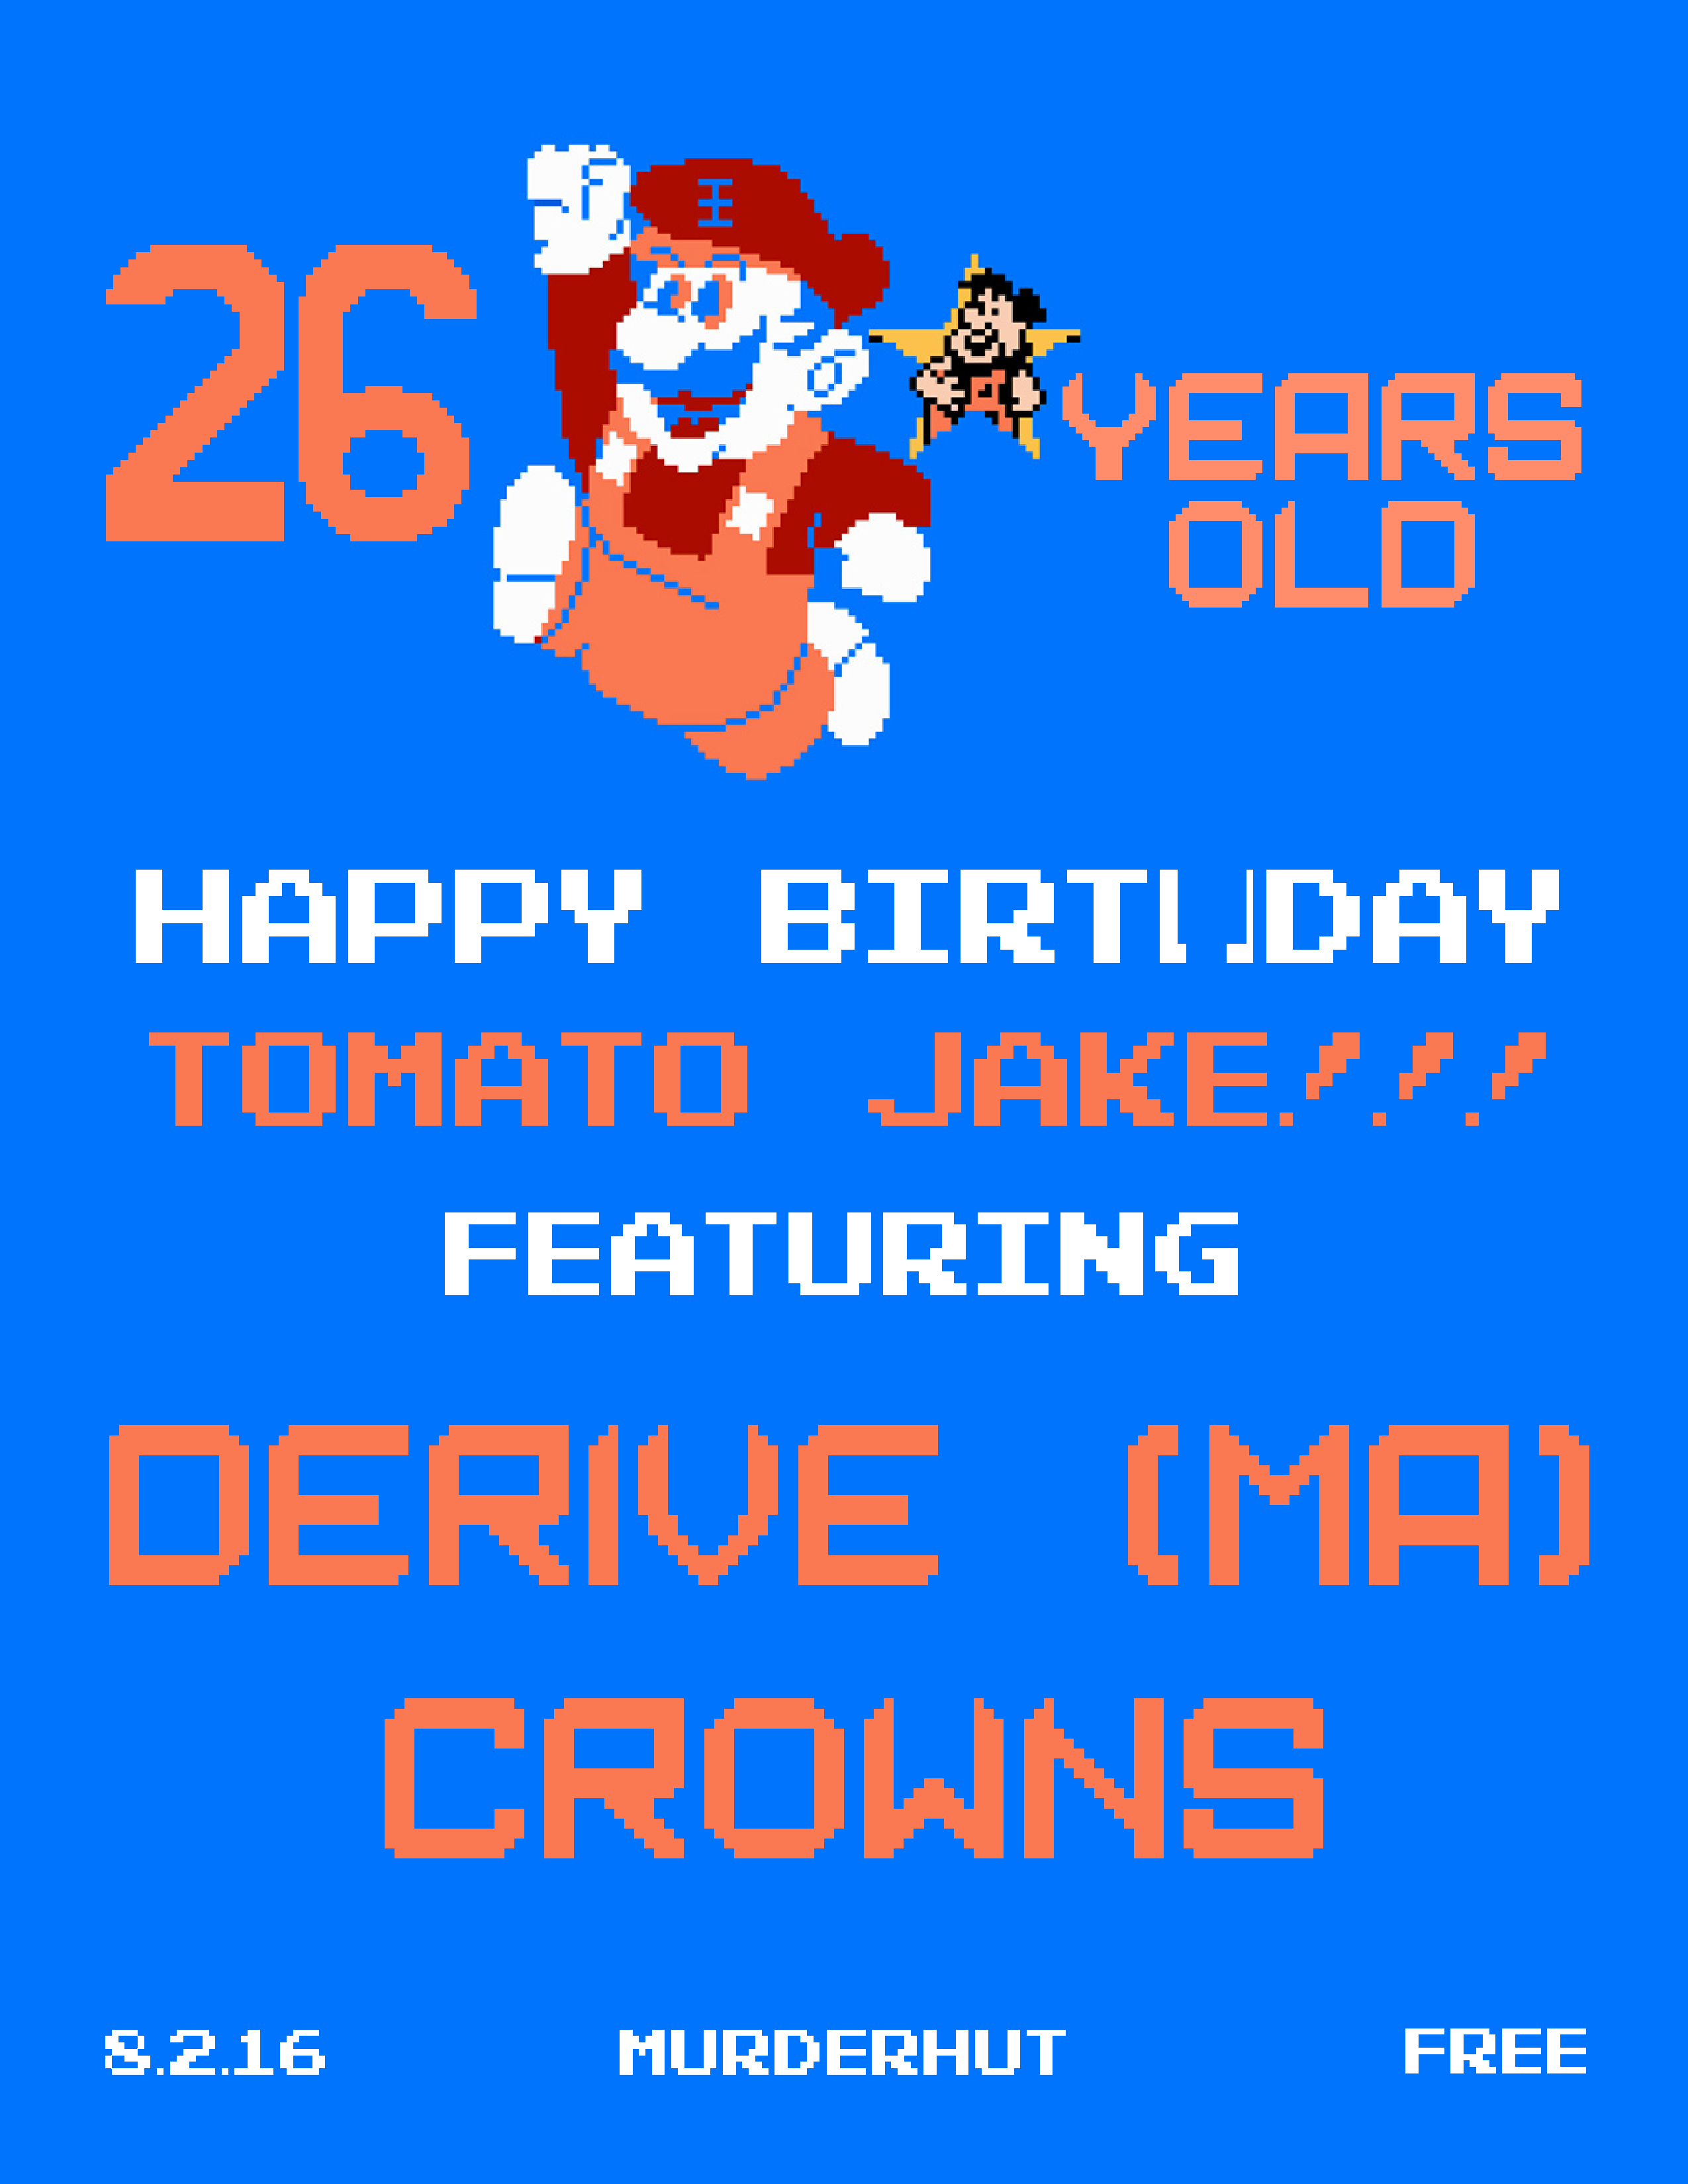 26
YEARS
OLD
HAPPY BIRTHDAY
TOMATO JAKE!!!
FEATURING
DERIVE (MA)
CROWNS
8.2.16 MURDERHUT FREE